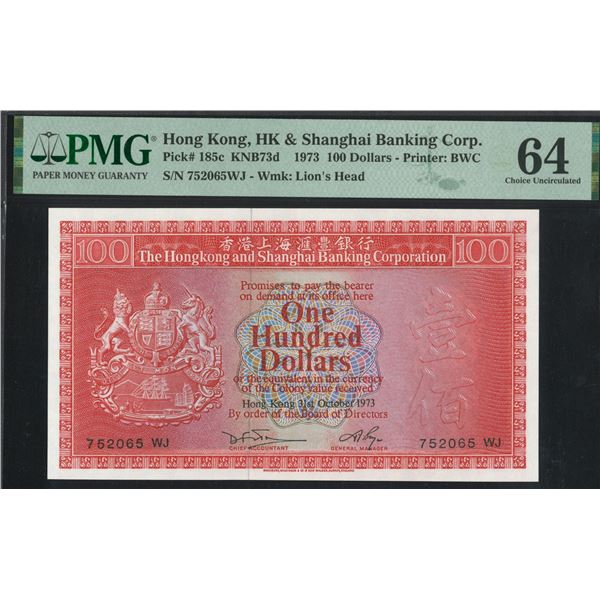 PMG
PAPER MONEY GUARANTY
Hong Kong, HK & Shanghai Banking Corp.
Pick# 185c KNB73d 1973 100 Dollars - Printer: BWC
S/N 752065WJ - Wmk: Lion's Head
64
Choice Uncirculated
100 香港上海滙豐銀行 100
The Hongkong and Shanghai Banking Corporation
Promises to pay the bearer
on demand at its office here
One
Hundred
Dollars
or the equivalent in the currency
of the Colony value received
Hong Kong 31st October 1973
By order of the Board of Directors
壹
佰
752065 WJ
752065 WJ
CHIEF ACCOUNTANT
GENERAL MANAGER